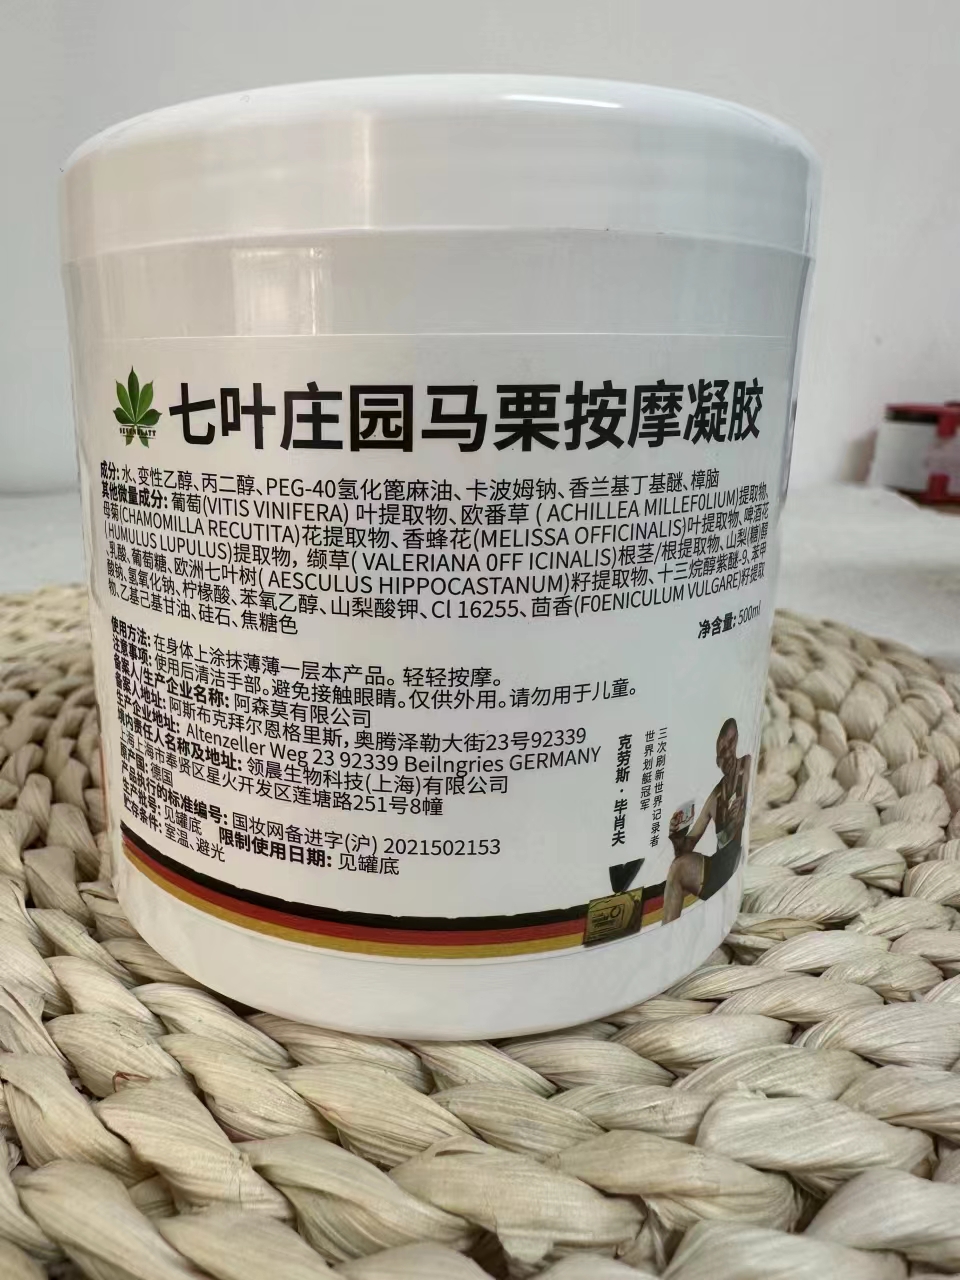 七叶庄园马栗按摩凝胶
成分: 水、变性乙醇、丙二醇、PEG-40氢化蓖麻油、卡波姆钠、香兰基丁基醚、樟脑
其他微量成分: 葡萄(VITIS VINIFERA) 叶提取物、欧蓍草 ( ACHILLEA MILLEFOLIUM)提取物、
母菊(CHAMOMILLA RECUTITA)花提取物、香蜂花(MELISSA OFFICINALIS)叶提取物、啤酒花
(HUMULUS LUPULUS)提取物, 缬草( VALERIANA 0FF ICINALIS)根茎/根提取物、山梨(糖)醇
、乳酸、葡萄糖、欧洲七叶树( AESCULUS HIPPOCASTANUM)籽提取物、十三烷醇紫醚-9、苯甲
酸钠、氢氧化钠、柠檬酸、苯氧乙醇、山梨酸钾、CI 16255、茴香(F0ENICULUM VULGARE)籽提取
物、乙基己基甘油、硅石、焦糖色
净含量: 500ml
使用方法: 在身体上涂抹薄薄一层本产品。轻轻按摩。
注意事项: 使用后清洁手部。避免接触眼睛。仅供外用。请勿用于儿童。
备案人/生产企业名称: 阿森莫有限公司
备案人地址: 阿斯布克拜尔恩格里斯, 奥腾泽勒大街23号92339
生产企业地址: Altenzeller Weg 23 92339 Beilngries GERMANY
境内责任人名称及地址: 领晨生物科技(上海)有限公司
上海上海市奉贤区星火开发区莲塘路251号8幢
原产国: 德国
产品执行的标准编号: 国妆网备进字(沪) 2021502153
生产批号: 见罐底 限制使用日期: 见罐底
贮存条件: 室温、避光
克劳斯·毕肖夫
世界划艇冠军
三次刷新世界记录者